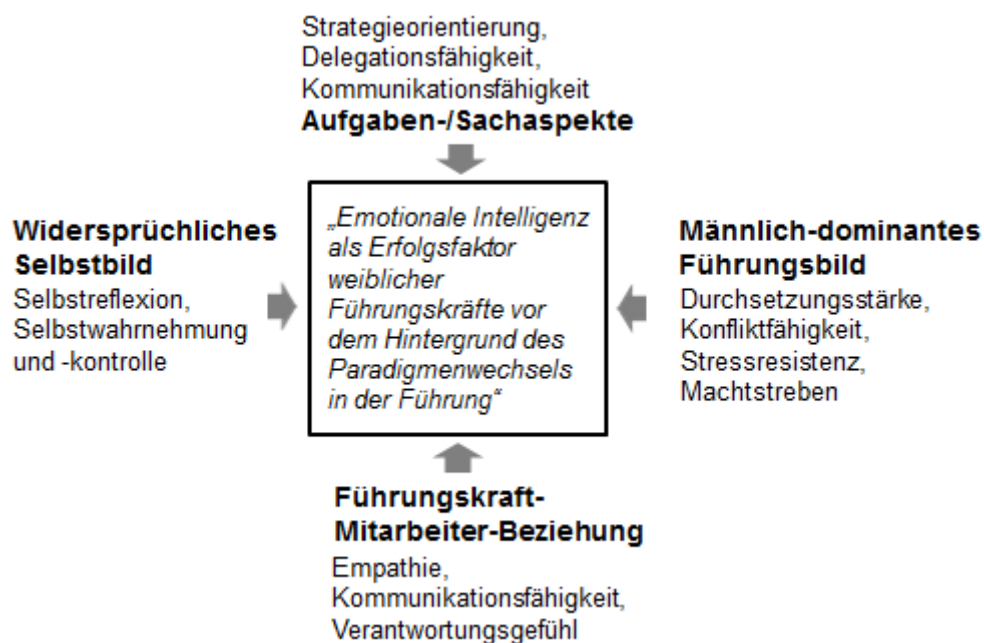 Strategieorientierung,
Delegationsfähigkeit,
Kommunikationsfähigkeit
Aufgaben-/Sachaspekte
Widersprüchliches
Selbstbild
Selbstreflexion,
Selbstwahrnehmung
und -kontrolle
„Emotionale Intelligenz
als Erfolgsfaktor
weiblicher
Führungskräfte vor
dem Hintergrund des
Paradigmenwechsels
in der Führung“
Männlich-dominantes
Führungsbild
Durchsetzungsstärke,
Konfliktfähigkeit,
Stressresistenz,
Machtstreben
Führungskraft-
Mitarbeiter-Beziehung
Empathie,
Kommunikationsfähigkeit,
Verantwortungsgefühl